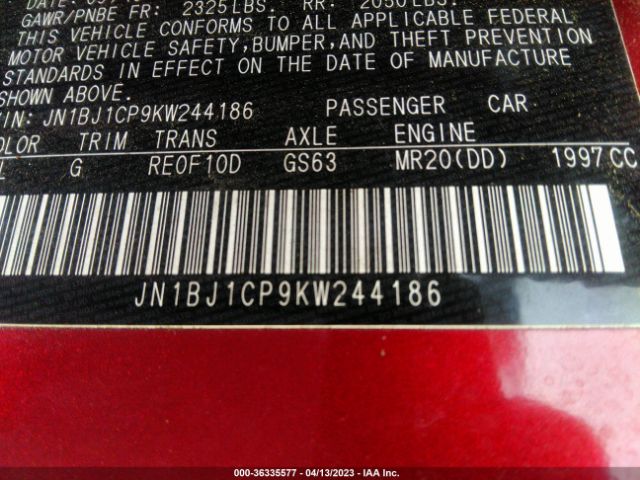 GAWR/PNBE FR: 2325LBS. RR: 2050LBS.
THIS VEHICLE CONFORMS TO ALL APPLICABLE FEDERAL
MOTOR VEHICLE SAFETY,BUMPER,AND THEFT PREVENTION
STANDARDS IN EFFECT ON THE DATE OF MANUFACTURE
SHOWN ABOVE.
JN1BJ1CP9KW244186 PASSENGER CAR
TRIM TRANS AXLE ENGINE
G RE0F10D GS63 MR20(DD) 1997CC
JN1BJ1CP9KW244186
000-36335577 - 04/13/2023 - IAA Inc.